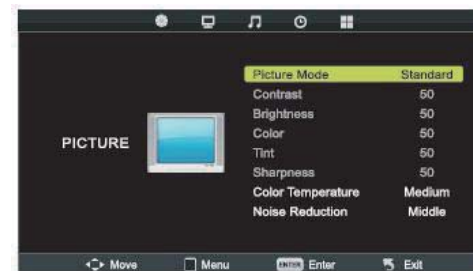 Picture Mode Standard
Contrast 50
Brightness 50
Color 50
PICTURE
Tint 50
Sharpness 50
Color Temperature Medium
Noise Reduction Middle
Move Menu ENTER Enter Exit